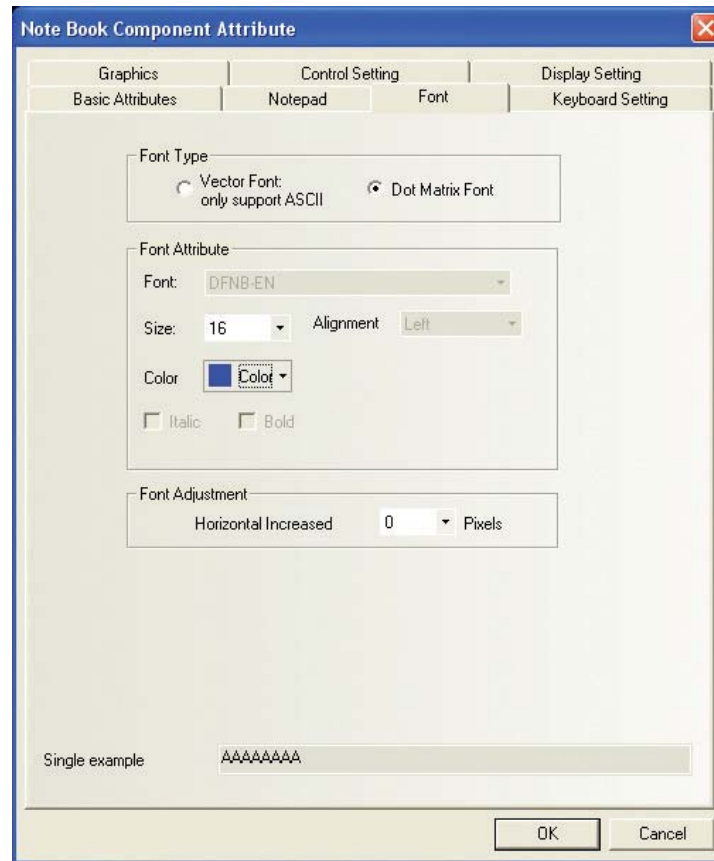 Note Book Component Attribute
Graphics Control Setting Display Setting
Basic Attributes Notepad Font Keyboard Setting
Font Type
Vector Font:
only support ASCII
Dot Matrix Font
Font Attribute
Font: DFNB-EN
Size: 16 Alignment Left
Color Color
Italic Bold
Font Adjustment
Horizontal Increased 0 Pixels
Single example AAAAAAAA
OK Cancel